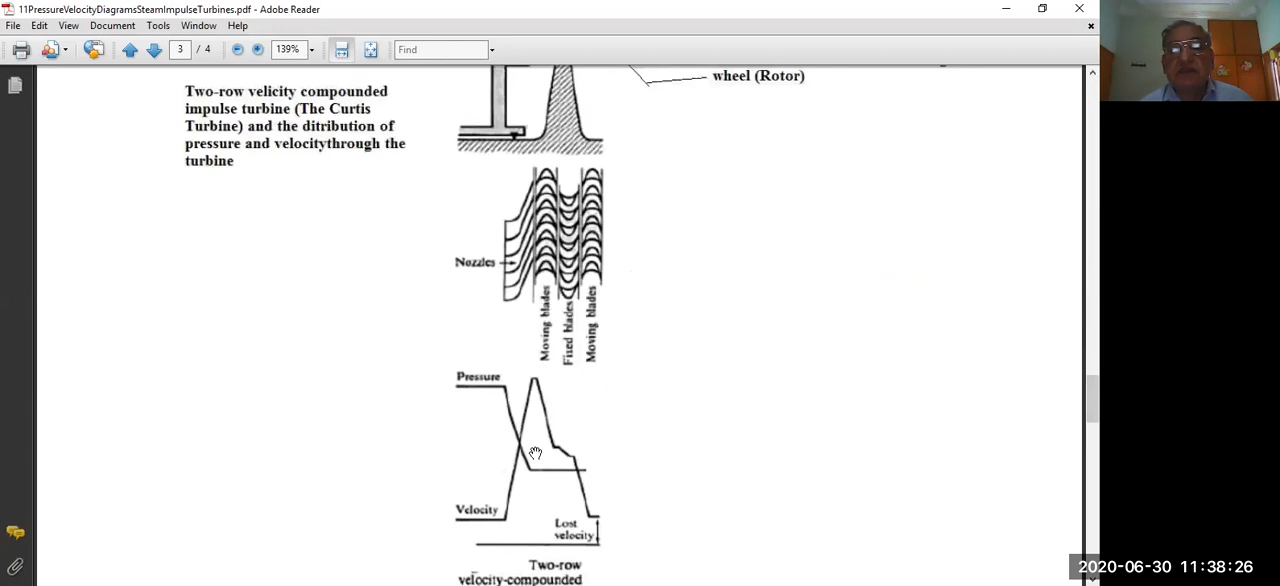 11PressureVelocityDiagramsSteamImpulseTurbines.pdf - Adobe Reader
File Edit View Document Tools Window Help
3 / 4 139% Find
wheel (Rotor)
Two-row velicity compounded
impulse turbine (The Curtis
Turbine) and the ditribution of
pressure and velocitythrough the
turbine
Nozzles
Moving blades
Fixed blades
Moving blades
Pressure
Velocity
Lost
velocity
Two-row
velocity-compounded
2020-06-30 11:38:26